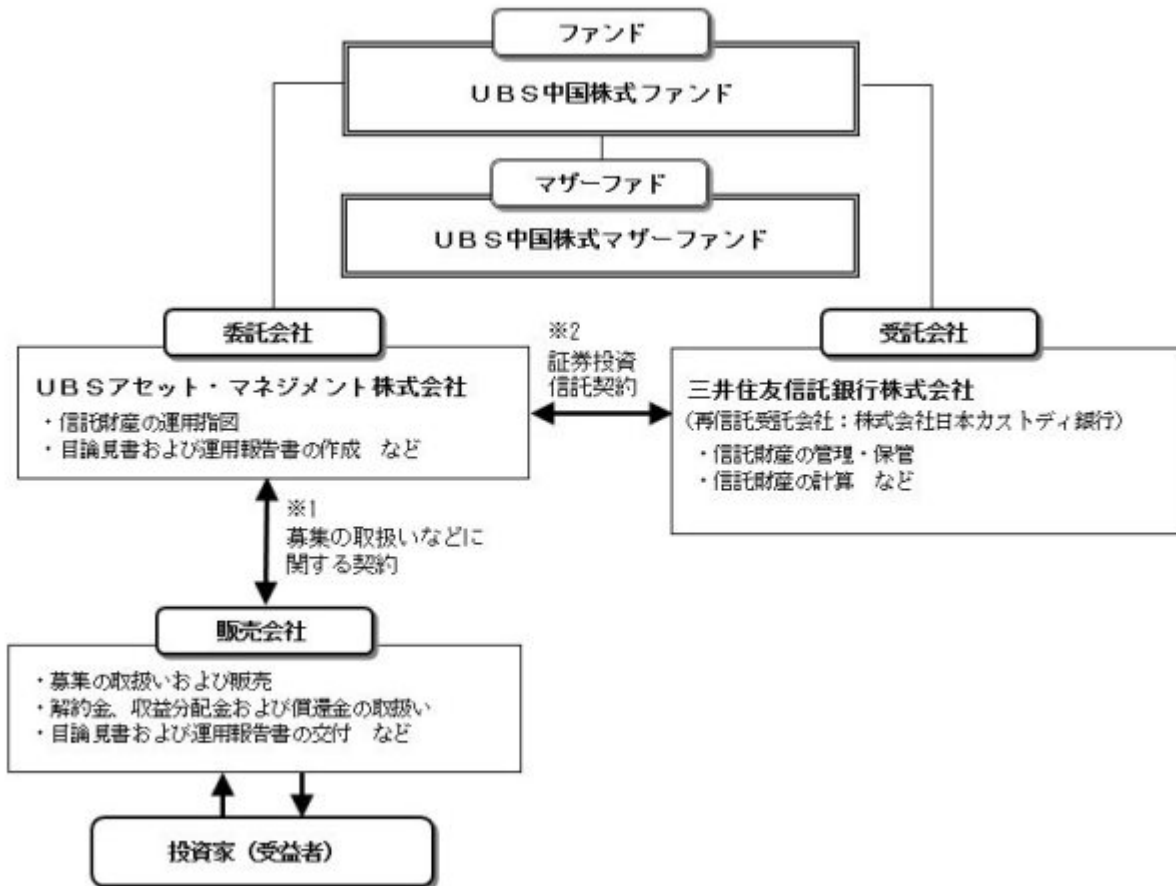 ファンド
UBS中国株式ファンド
マザーファド
UBS中国株式マザーファンド
委託会社
UBSアセット・マネジメント株式会社
・信託財産の運用指図
・目論見書および運用報告書の作成　など
※2
証券投資
信託契約
受託会社
三井住友信託銀行株式会社
(再信託受託会社：株式会社日本カストディ銀行)
・信託財産の管理・保管
・信託財産の計算　など
※1
募集の取扱いなどに
関する契約
販売会社
・募集の取扱いおよび販売
・解約金、収益分配金および償還金の取扱い
・目論見書および運用報告書の交付　など
投資家（受益者）